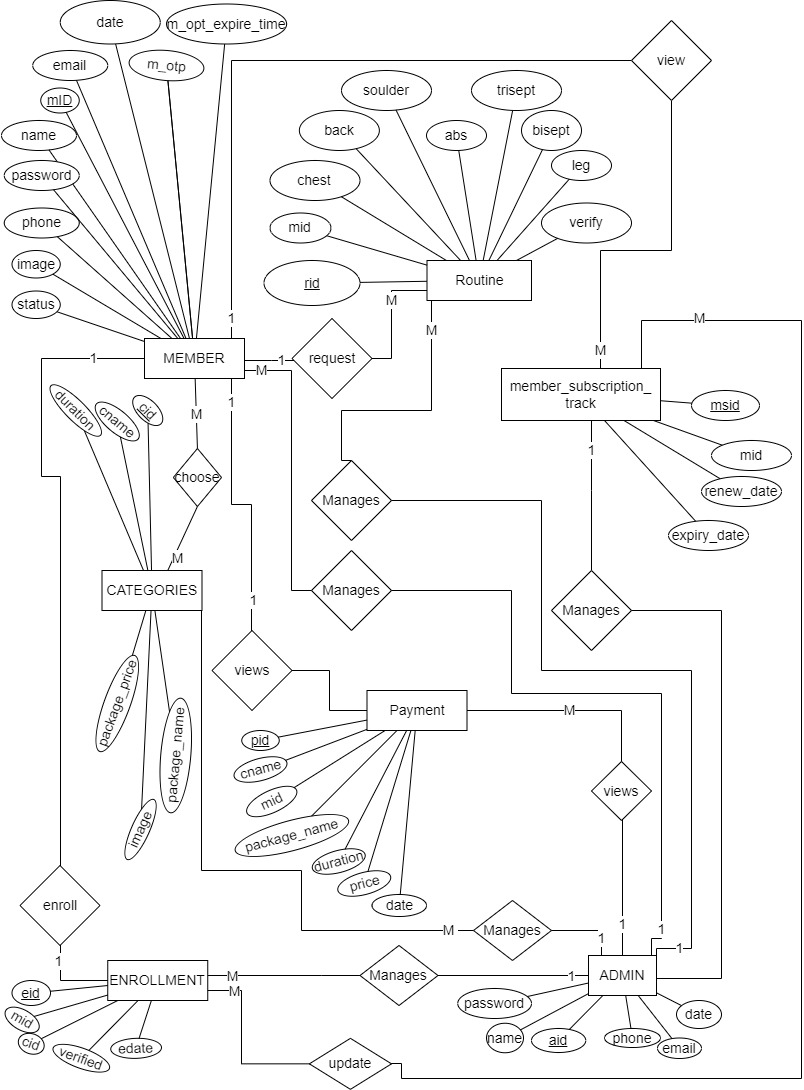 date
m_opt_expire_time
email
m_otp
view
mID
soulder
trisept
name
back
abs
bisept
password
chest
leg
phone
mid
verify
image
rid
Routine
status
M
1
M
M
M
MEMBER
1
1
request
M
M
1
member_subscription_
track
msid
duration
cname
cid
M
1
mid
1
choose
Manages
renew_date
expiry_date
M
CATEGORIES
Manages
1
Manages
views
package_price
Payment
M
package_name
pid
cname
mid
views
image
package_name
duration
price
date
enroll
M
Manages
1
1
1
1
1
ENROLLMENT
M
Manages
1
ADMIN
M
eid
mid
cid
verified
edate
password
name
aid
phone
email
date
update